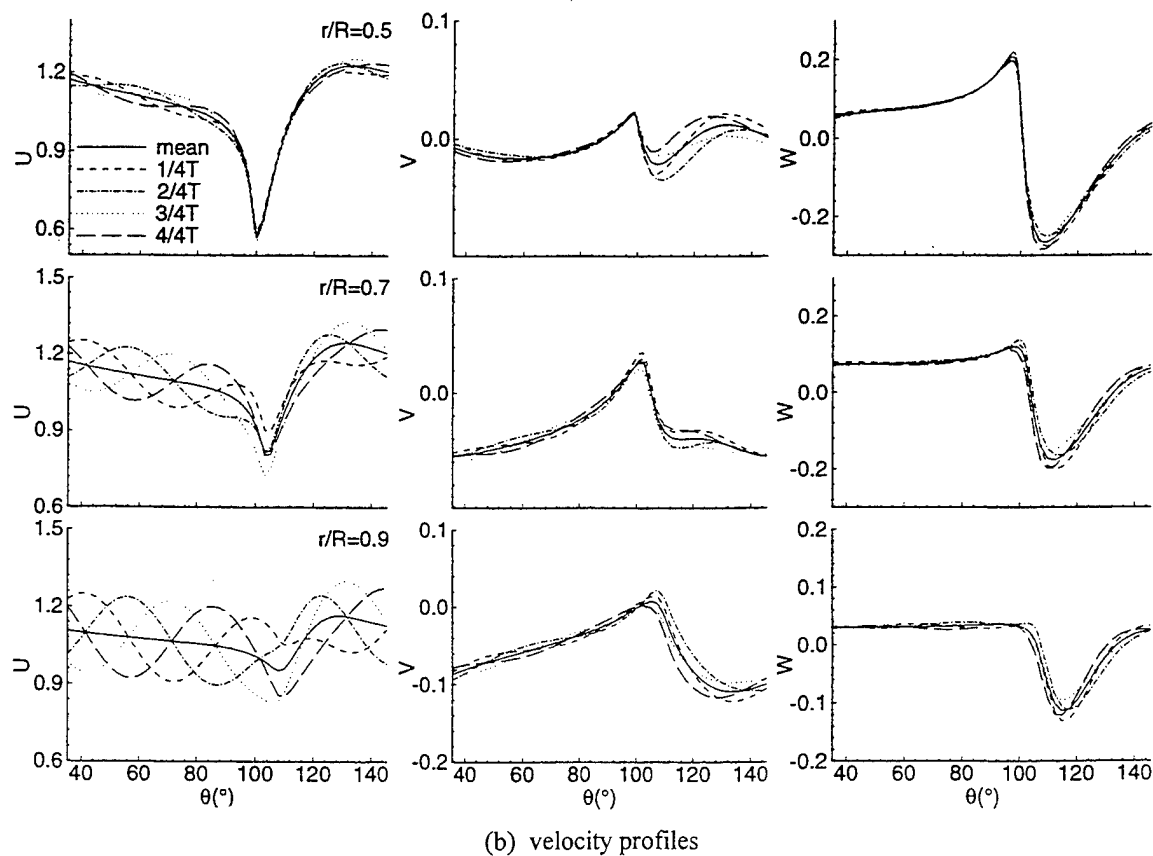 r/R=0.5
1.2
0.9
0.6
U
mean
1/4T
2/4T
3/4T
4/4T
0.1
0.0
V
0.2
0.0
-0.2
W
r/R=0.7
1.5
1.2
0.9
0.6
U
0.1
0.0
V
0.2
0.0
-0.2
W
r/R=0.9
1.5
1.2
0.9
0.6
U
40 60 80 100 120 140
θ(°)
0.1
0.0
-0.1
-0.2
V
40 60 80 100 120 140
θ(°)
0.2
0.1
0.0
-0.1
-0.2
W
40 60 80 100 120 140
θ(°)
(b) velocity profiles